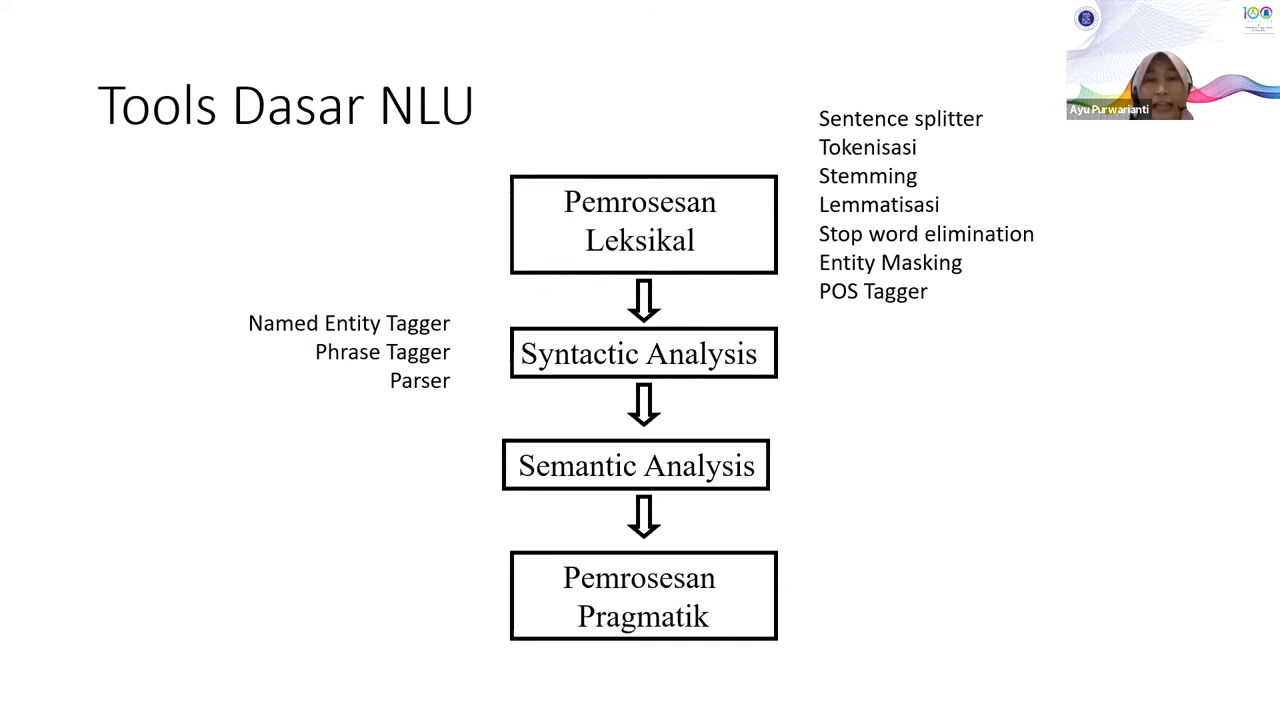 Tools Dasar NLU
100
Ayu Purwarianti
Sentence splitter
Tokenisasi
Stemming
Lemmatisasi
Stop word elimination
Entity Masking
POS Tagger
Pemrosesan
Leksikal
Named Entity Tagger
Phrase Tagger
Parser
Syntactic Analysis
Semantic Analysis
Pemrosesan
Pragmatik